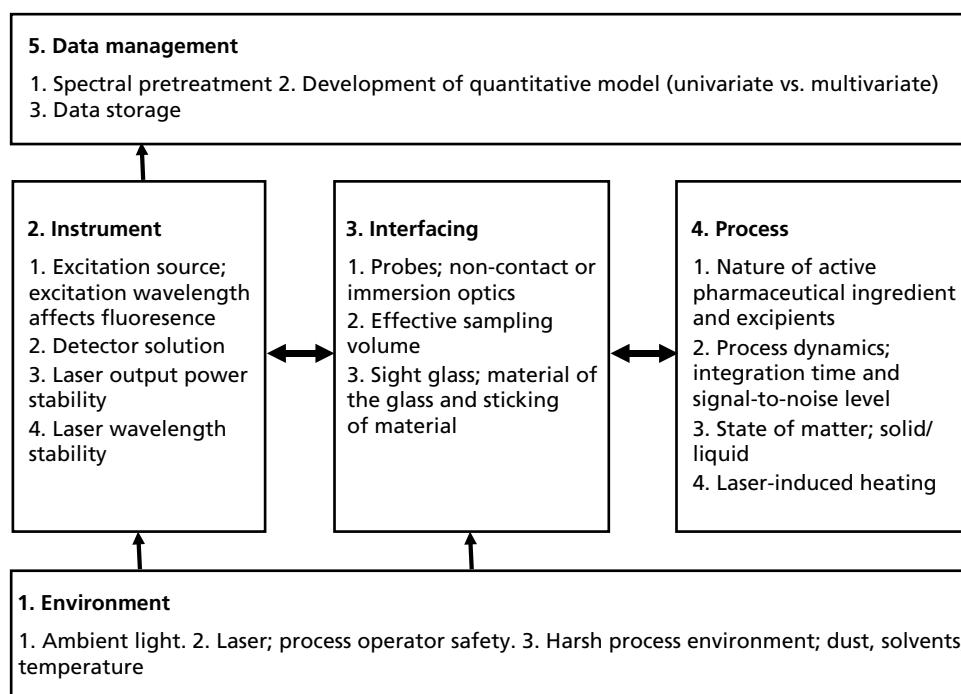 5. Data management
1. Spectral pretreatment 2. Development of quantitative model (univariate vs. multivariate)
3. Data storage
2. Instrument
1. Excitation source;
excitation wavelength
affects fluoresence
2. Detector solution
3. Laser output power
stability
4. Laser wavelength
stability
3. Interfacing
1. Probes; non-contact or
immersion optics
2. Effective sampling
volume
3. Sight glass; material of
the glass and sticking
of material
4. Process
1. Nature of active
pharmaceutical ingredient
and excipients
2. Process dynamics;
integration time and
signal-to-noise level
3. State of matter; solid/
liquid
4. Laser-induced heating
1. Environment
1. Ambient light. 2. Laser; process operator safety. 3. Harsh process environment; dust, solvents
temperature